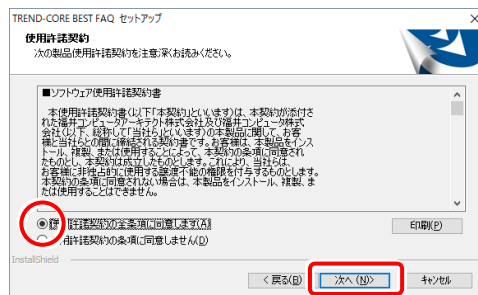 TREND-CORE BEST FAQ セットアップ
使用許諾契約
次の製品使用許諾契約を注意深くお読みください。
■ソフトウェア使用許諾契約書
本使用許諾契約書(以下「本契約」といいます)は、本契約が添付さ
れた福井コンピュータアーキテクト株式会社及び福井コンピュータ株式
会社(以下、総称して「当社ら」といいます)の本製品に関して、お客
様と当社らとの間に締結される契約書です。お客様は、本製品をインス
トール、複製、または使用することによって、本契約の条項に同意され
たものとし、本契約は成立したものとします。これにより、当社らは、
お客様に非独占的に使用する譲渡不能の権限を付与するものとします。
本契約の条項に同意されない場合は、本製品をインストール、複製、ま
たは使用することはできません。
使用許諾契約の全条項に同意します(A)
印刷(P)
用許諾契約の条項に同意しません(D)
InstallShield
< 戻る(B)
次へ (N)>
キャンセル